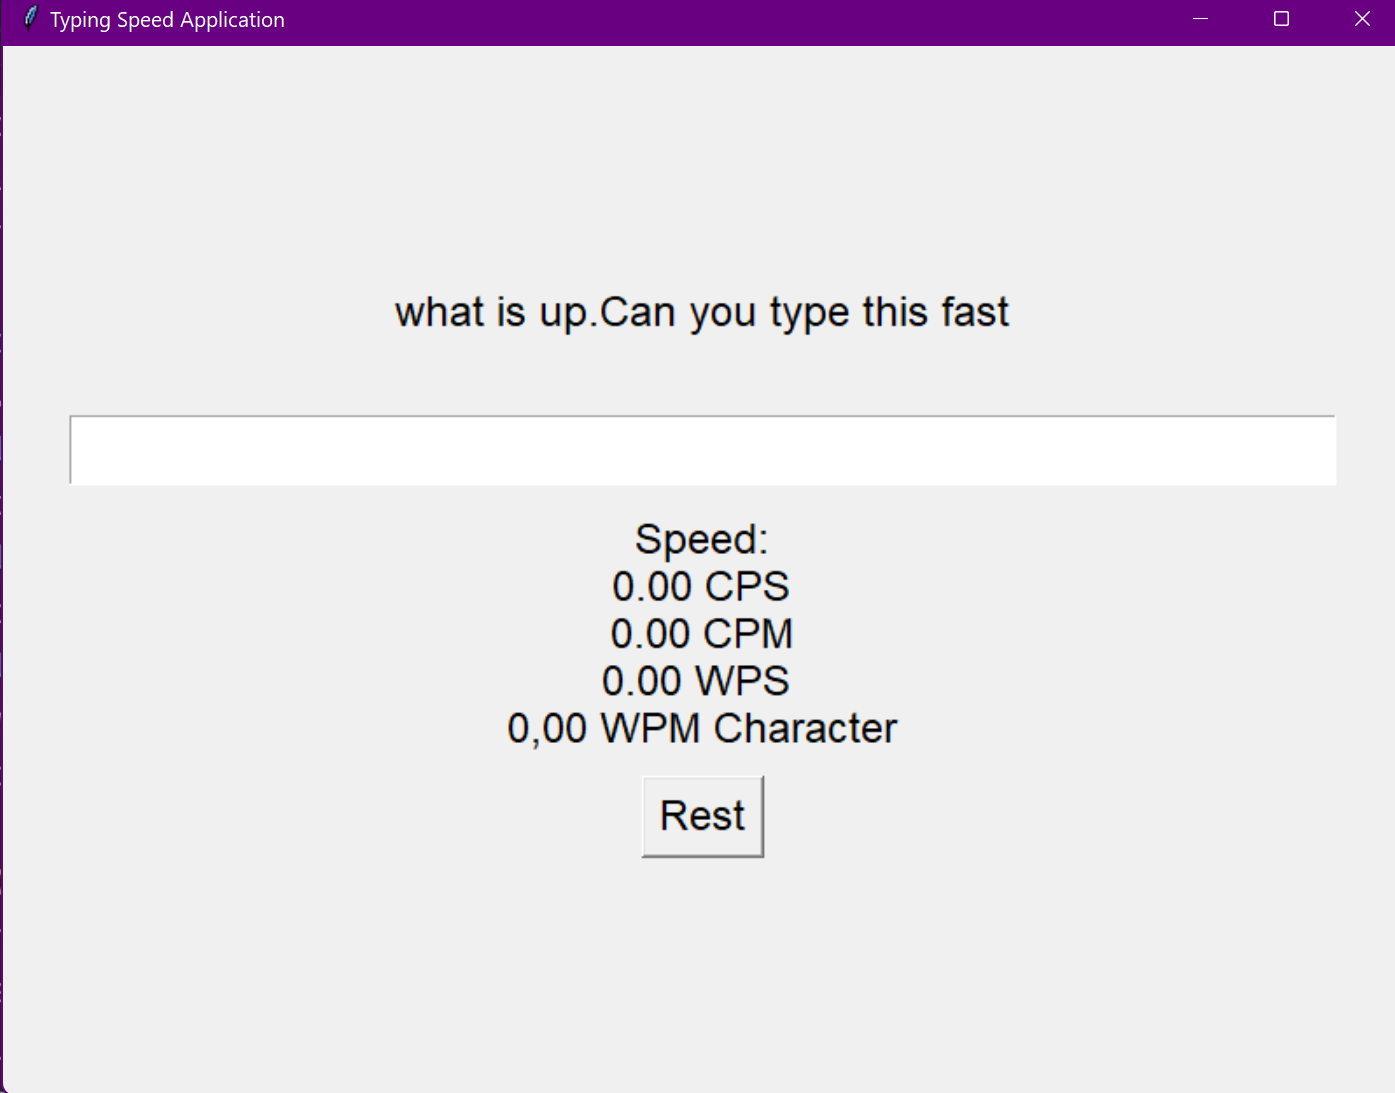 Typing Speed Application
what is up.Can you type this fast
Speed:
0.00 CPS
0.00 CPM
0.00 WPS
0,00 WPM Character
Rest